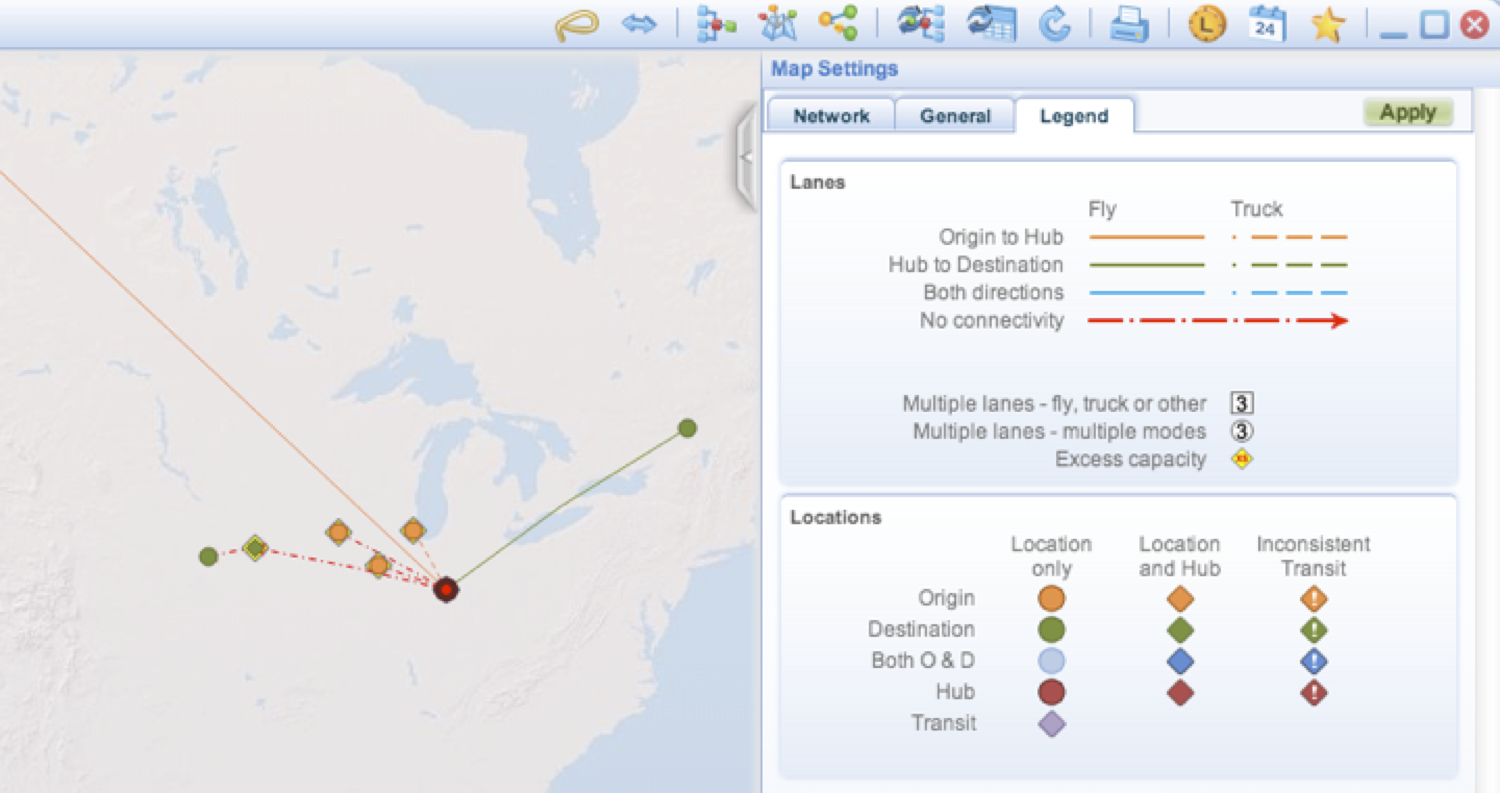 L
24
Map Settings
Network General Legend Apply
Lanes
Fly Truck
Origin to Hub
Hub to Destination
Both directions
No connectivity
Multiple lanes - fly, truck or other 3
Multiple lanes - multiple modes 3
Excess capacity
Locations
Location only Location and Hub Inconsistent Transit
Origin !
Destination !
Both O & D !
Hub !
Transit